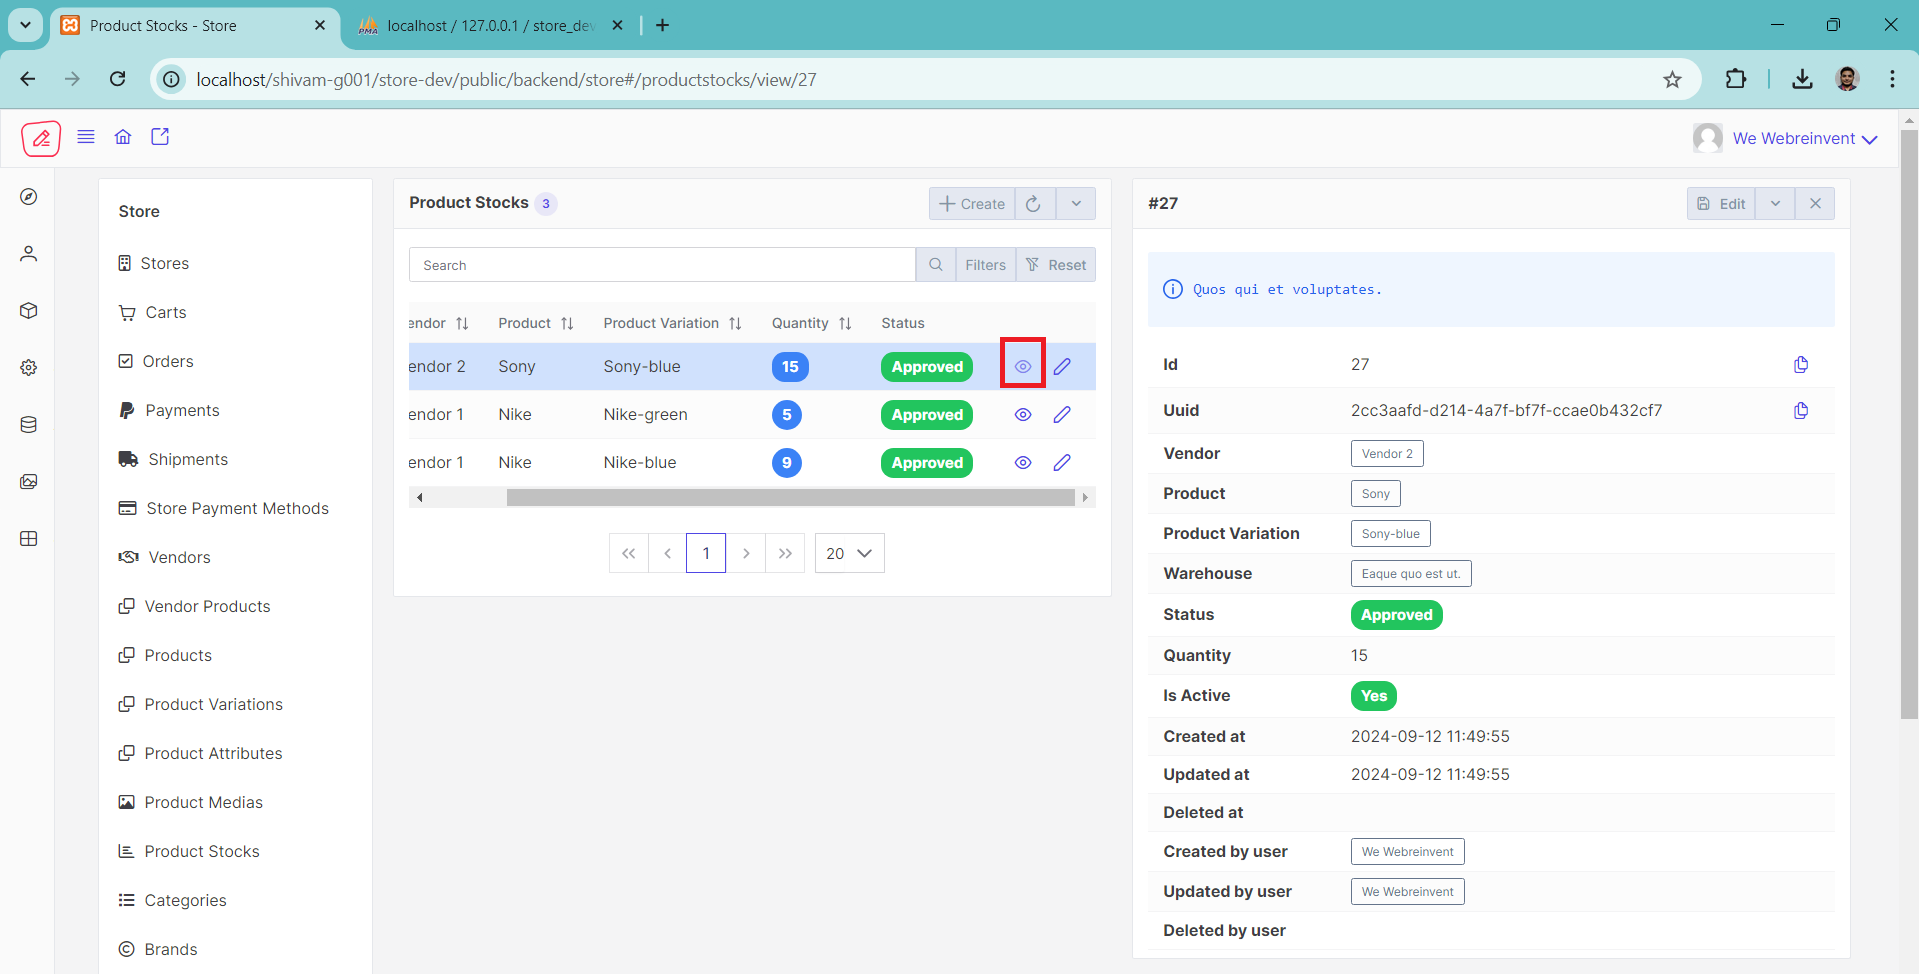 Product Stocks - Store
localhost / 127.0.0.1 / store_dev
localhost/shivam-g001/store-dev/public/backend/store#/productstocks/view/27
We Webreinvent
Store
Stores
Carts
Orders
Payments
Shipments
Store Payment Methods
Vendors
Vendor Products
Products
Product Variations
Product Attributes
Product Medias
Product Stocks
Categories
Brands
Product Stocks 3
Create
Search
Filters Reset
endor Product Product Variation Quantity Status
endor 2 Sony Sony-blue 15 Approved
endor 1 Nike Nike-green 5 Approved
endor 1 Nike Nike-blue 9 Approved
1 20
#27
Edit
Quos qui et voluptates.
Id 27
Uuid 2cc3aafd-d214-4a7f-bf7f-ccae0b432cf7
Vendor Vendor 2
Product Sony
Product Variation Sony-blue
Warehouse Eaque quo est ut.
Status Approved
Quantity 15
Is Active Yes
Created at 2024-09-12 11:49:55
Updated at 2024-09-12 11:49:55
Deleted at
Created by user We Webreinvent
Updated by user We Webreinvent
Deleted by user